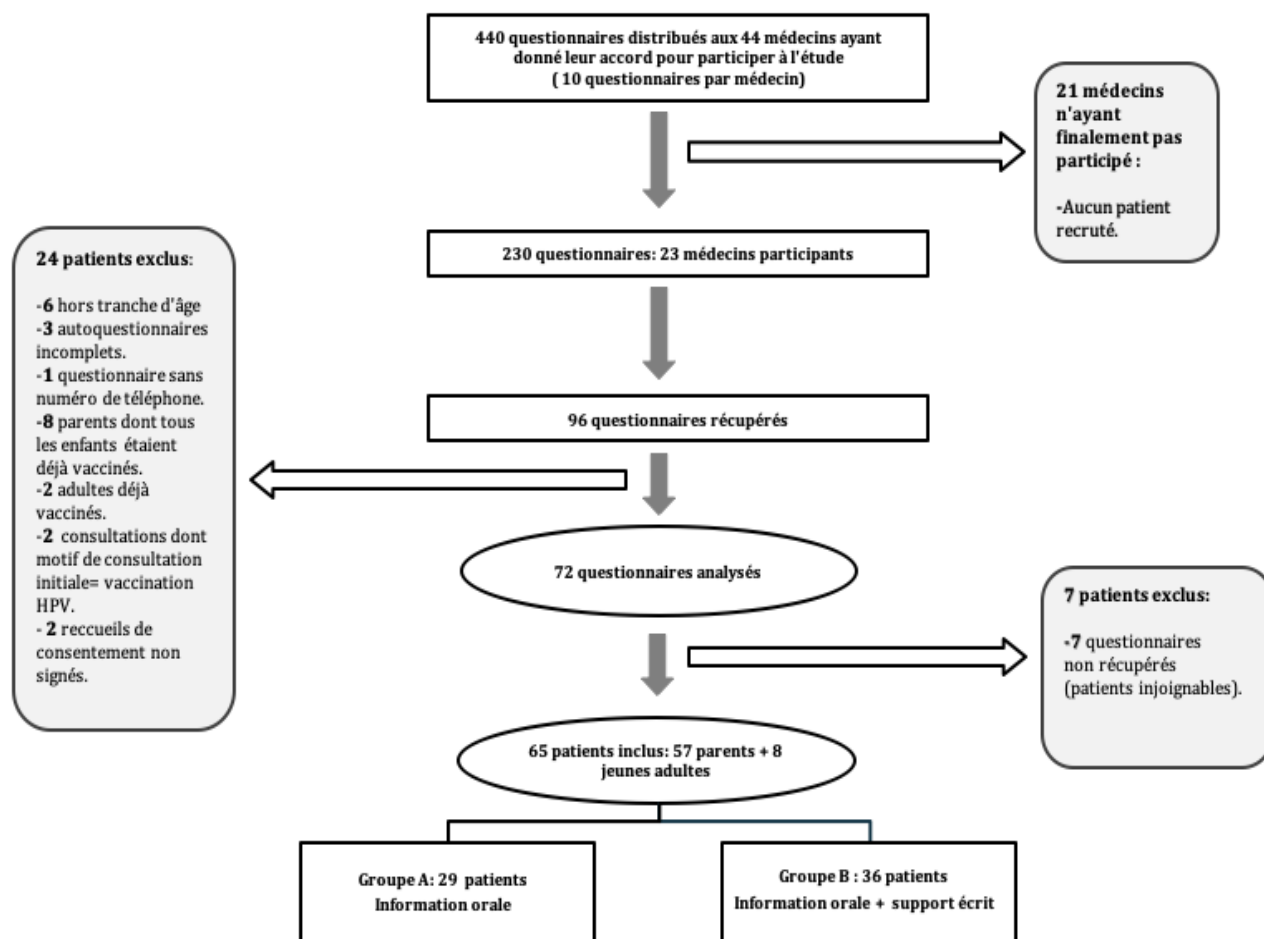 440 questionnaires distribués aux 44 médecins ayant
donné leur accord pour participer à l'étude
( 10 questionnaires par médecin)
21 médecins
n'ayant
finalement pas
participé :
-Aucun patient
recruté.
230 questionnaires: 23 médecins participants
24 patients exclus:
-6 hors tranche d'âge
-3 autoquestionnaires
incomplets.
-1 questionnaire sans
numéro de téléphone.
-8 parents dont tous
les enfants étaient
déjà vaccinés.
-2 adultes déjà
vaccinés.
-2 consultations dont
motif de consultation
initiale= vaccination
HPV.
- 2 reccueils de
consentement non
signés.
96 questionnaires récupérés
72 questionnaires analysés
7 patients exclus:
-7 questionnaires
non récupérés
(patients injoignables).
65 patients inclus: 57 parents + 8
jeunes adultes
Groupe A: 29 patients
Information orale
Groupe B : 36 patients
Information orale + support écrit